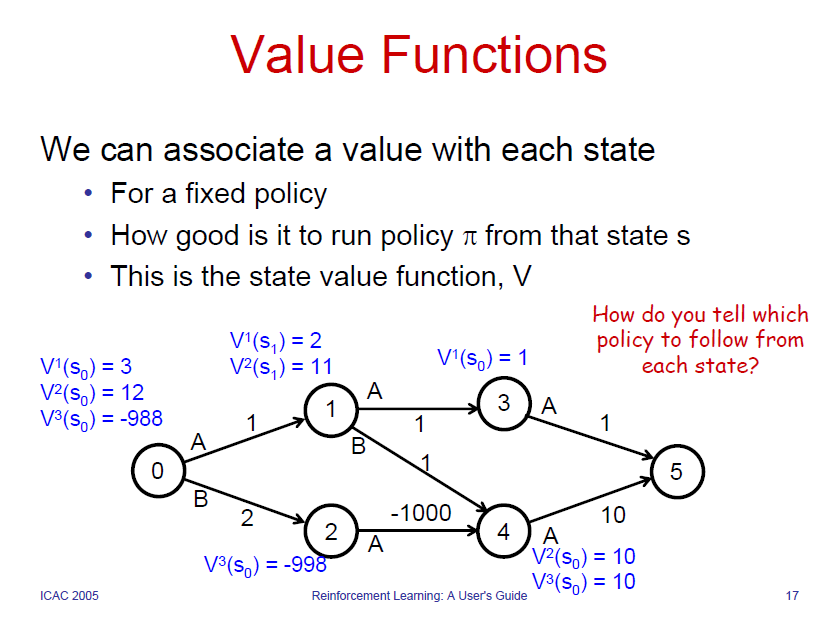 Value Functions
We can associate a value with each state
• For a fixed policy
• How good is it to run policy π from that state s
• This is the state value function, V
How do you tell which
policy to follow from
each state?
V¹(s₁) = 2
V²(s₁) = 11
V¹(s₀) = 1
V¹(s₀) = 3
V²(s₀) = 12
V³(s₀) = -988
1
A
3
A
1
1
1
A
B
1
0
5
B
2
2
-1000
A
4
A
10
V³(s₀) = -998
V²(s₀) = 10
V³(s₀) = 10
ICAC 2005
Reinforcement Learning: A User's Guide
17